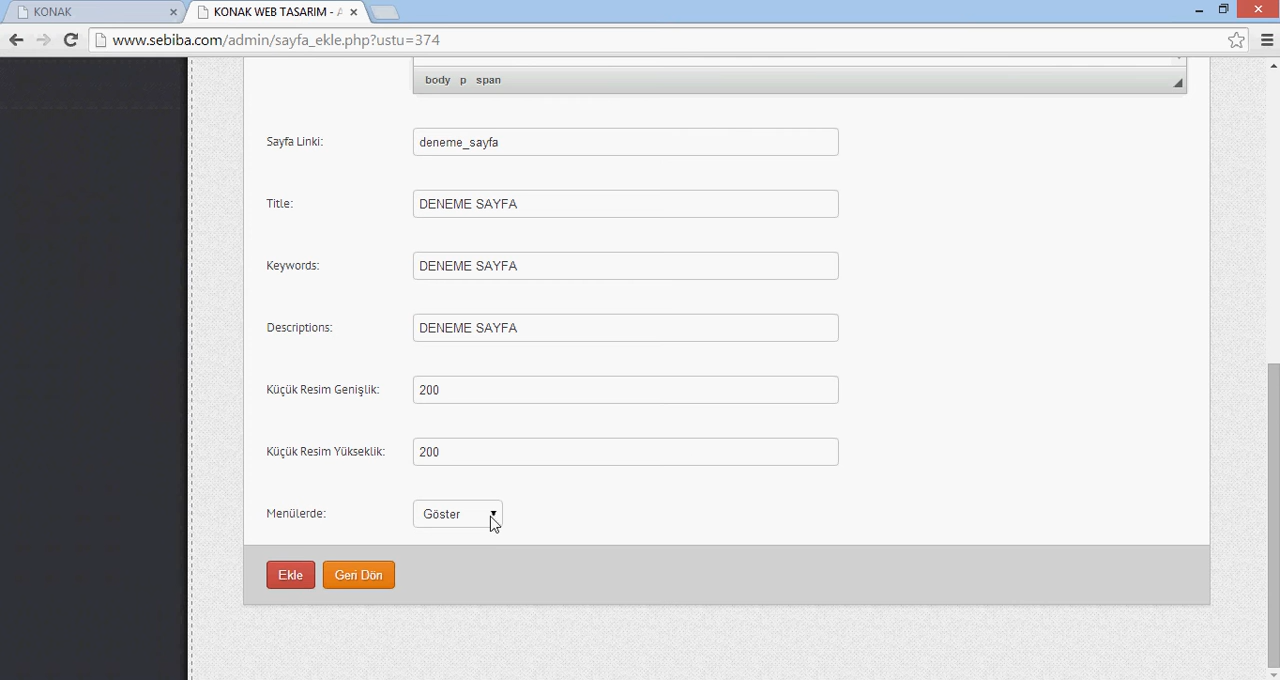 KONAK
KONAK WEB TASARIM - A
www.sebiba.com/admin/sayfa_ekle.php?ustu=374
body p span
Sayfa Linki: deneme_sayfa
Title: DENEME SAYFA
Keywords: DENEME SAYFA
Descriptions: DENEME SAYFA
Küçük Resim Genişlik: 200
Küçük Resim Yükseklik: 200
Menülerde: Göster
Ekle Geri Dön